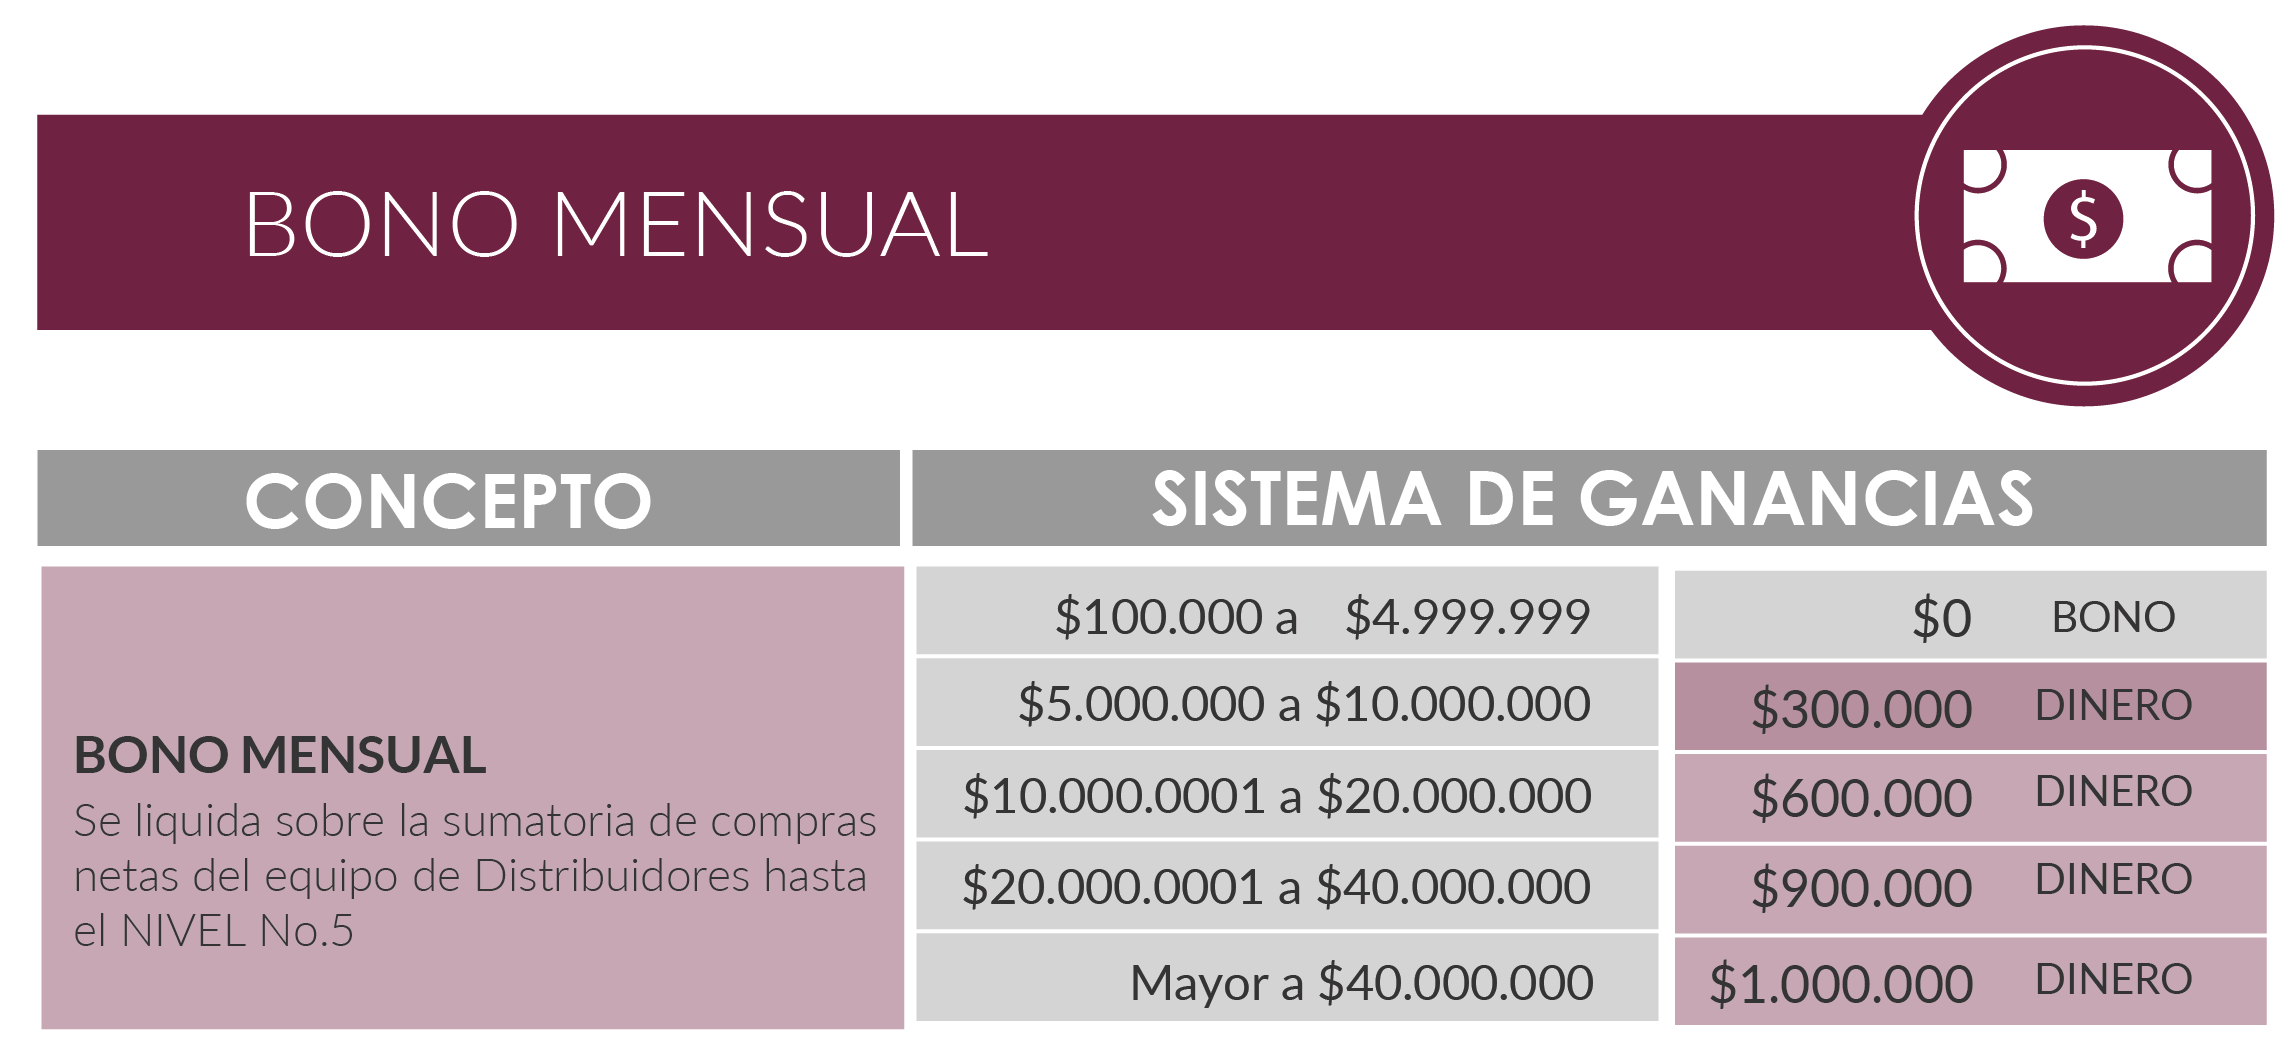 BONO MENSUAL
$
CONCEPTO
SISTEMA DE GANANCIAS
BONO MENSUAL
Se liquida sobre la sumatoria de compras
netas del equipo de Distribuidores hasta
el NIVEL No.5
$100.000 a $4.999.999 $0 BONO
$5.000.000 a $10.000.000 $300.000 DINERO
$10.000.0001 a $20.000.000 $600.000 DINERO
$20.000.0001 a $40.000.000 $900.000 DINERO
Mayor a $40.000.000 $1.000.000 DINERO